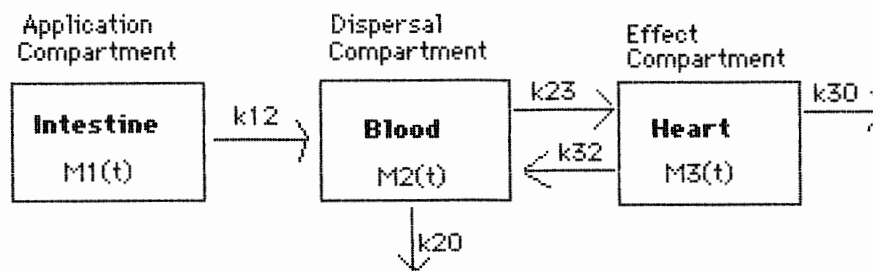 Application
Compartment
Dispersal
Compartment
Effect
Compartment
Intestine
M1(t)
k12
Blood
M2(t)
k23
k32
Heart
M3(t)
k30
k20